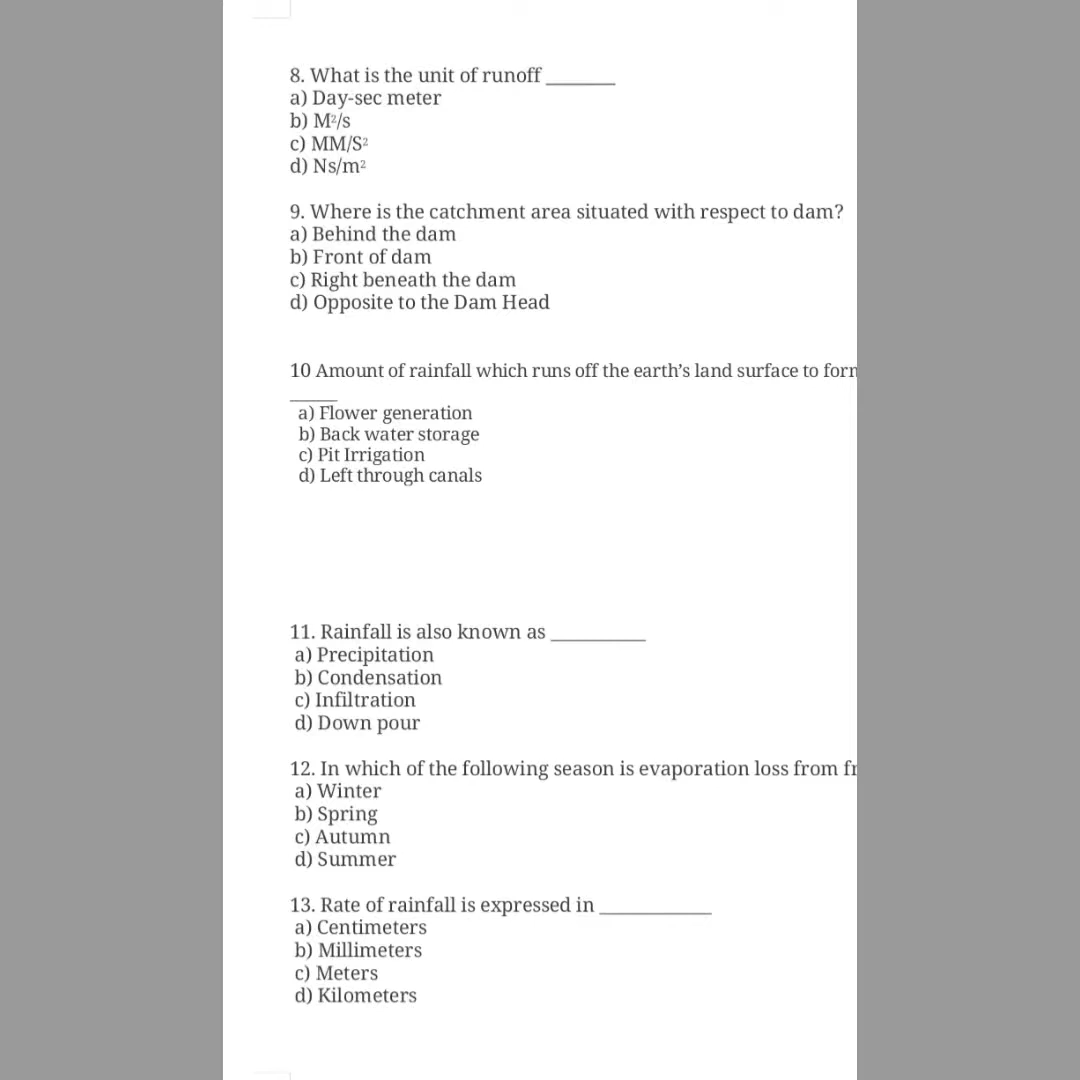 8. What is the unit of runoff ________
a) Day-sec meter
b) M²/s
c) MM/S²
d) Ns/m²
9. Where is the catchment area situated with respect to dam?
a) Behind the dam
b) Front of dam
c) Right beneath the dam
d) Opposite to the Dam Head
10 Amount of rainfall which runs off the earth’s land surface to
_____
a) Flower generation
b) Back water storage
c) Pit Irrigation
d) Left through canals
11. Rainfall is also known as __________
a) Precipitation
b) Condensation
c) Infiltration
d) Down pour
12. In which of the following season is evaporation loss from
a) Winter
b) Spring
c) Autumn
d) Summer
13. Rate of rainfall is expressed in ____________
a) Centimeters
b) Millimeters
c) Meters
d) Kilometers